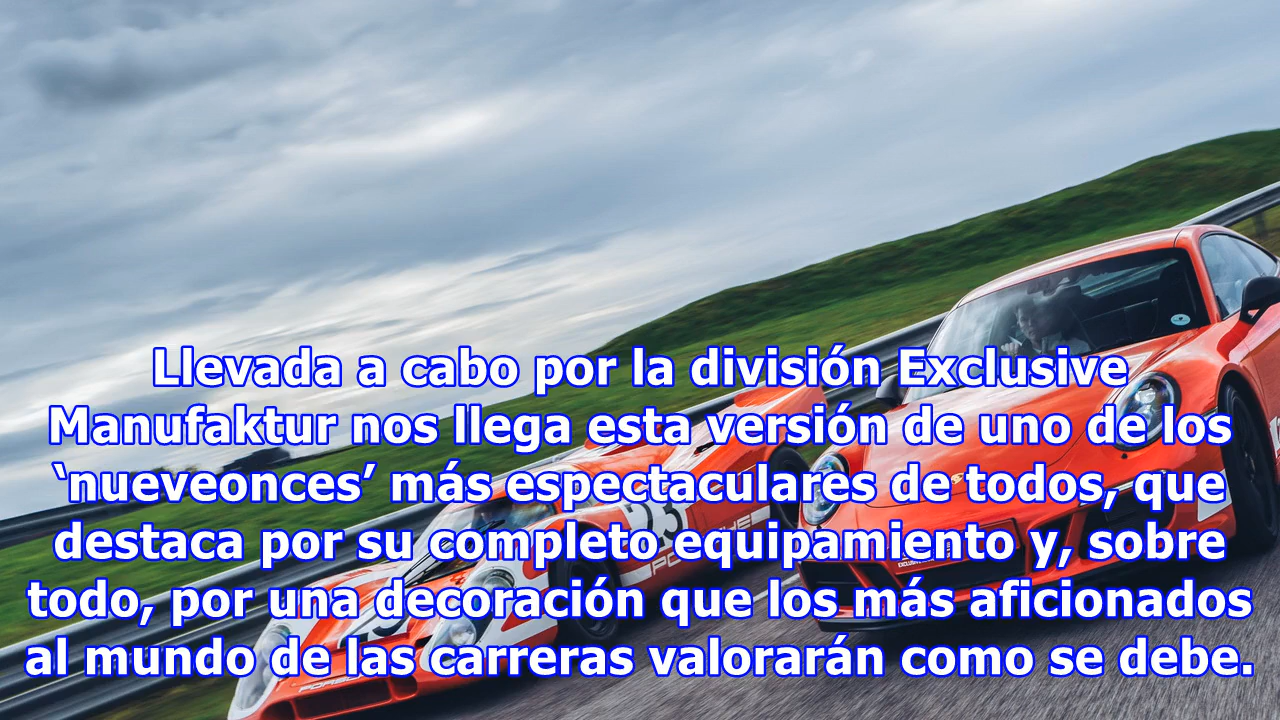 Llevada a cabo por la división Exclusive
Manufaktur nos llega esta versión de uno de los
‘nueveonces’ más espectaculares de todos, que
destaca por su completo equipamiento y, sobre
todo, por una decoración que los más aficionados
al mundo de las carreras valorarán como se debe.
23
PORSCHE